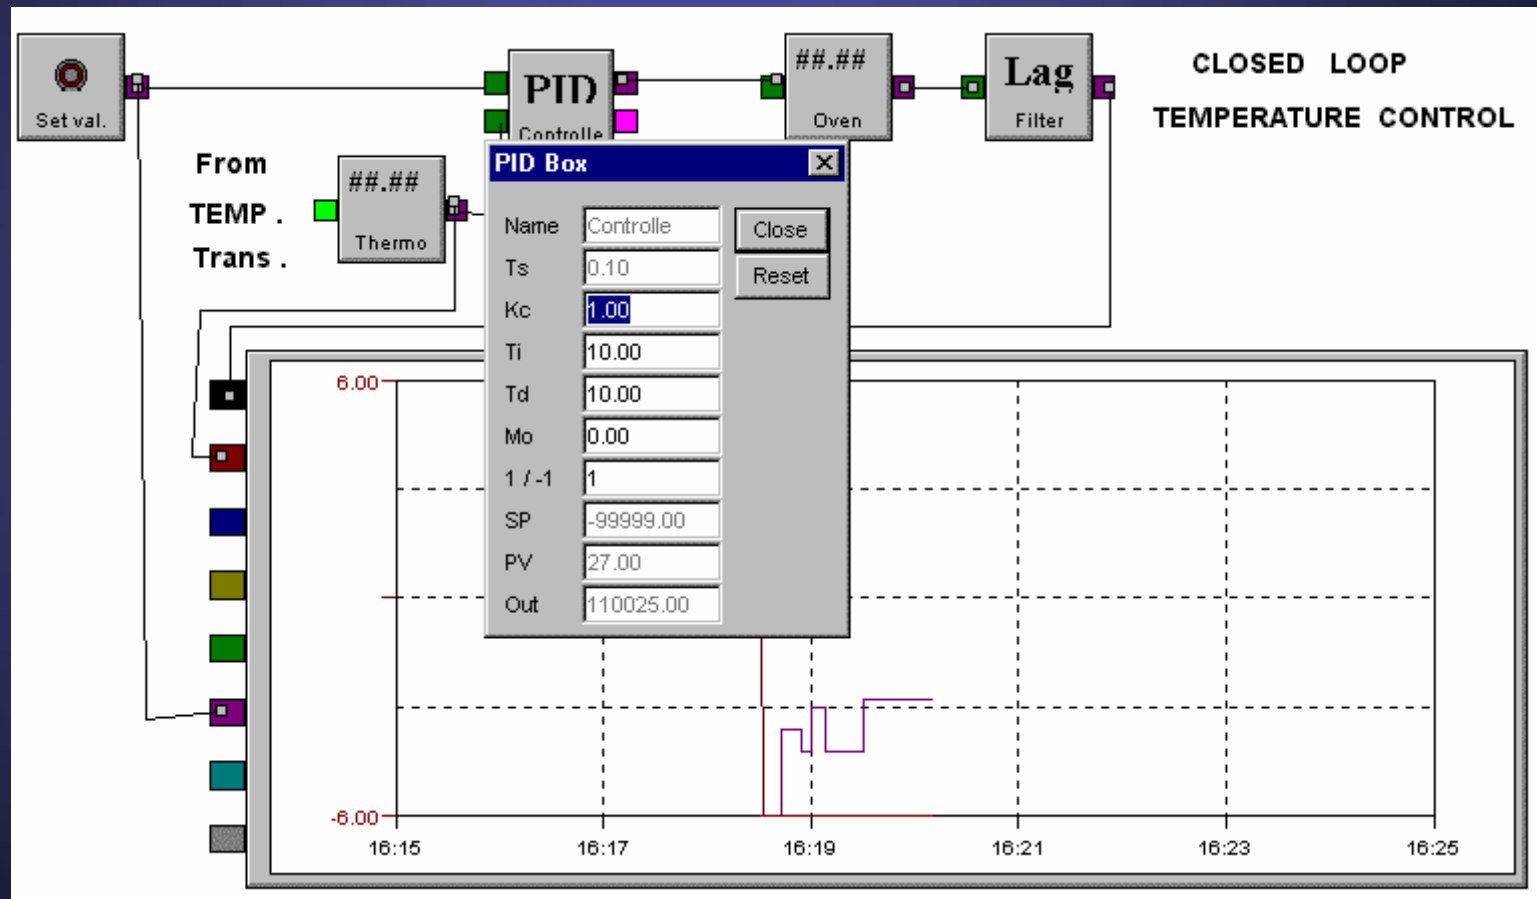 Set val.
PID
Controlle
##.##
Oven
Lag
Filter
CLOSED LOOP
TEMPERATURE CONTROL
From
TEMP .
Trans .
##.##
Thermo
PID Box
Name Controlle
Close
Ts 0.10
Reset
Kc 1.00
Ti 10.00
Td 10.00
Mo 0.00
1 / -1 1
SP -99999.00
PV 27.00
Out 110025.00
6.00
-6.00
16:15 16:17 16:19 16:21 16:23 16:25